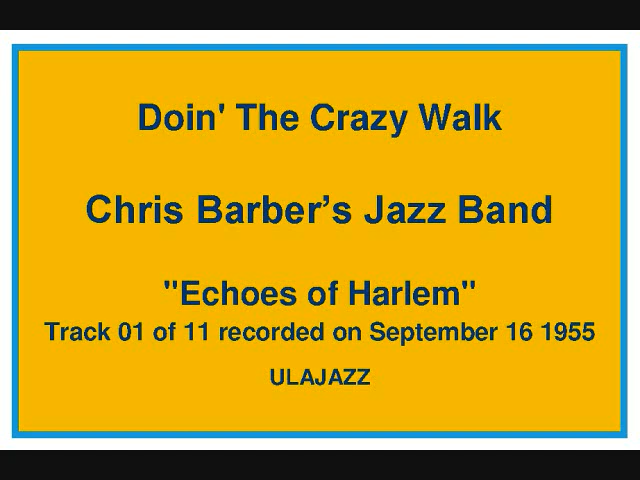 Doin' The Crazy Walk
Chris Barber’s Jazz Band
"Echoes of Harlem"
Track 01 of 11 recorded on September 16 1955
ULAJAZZ